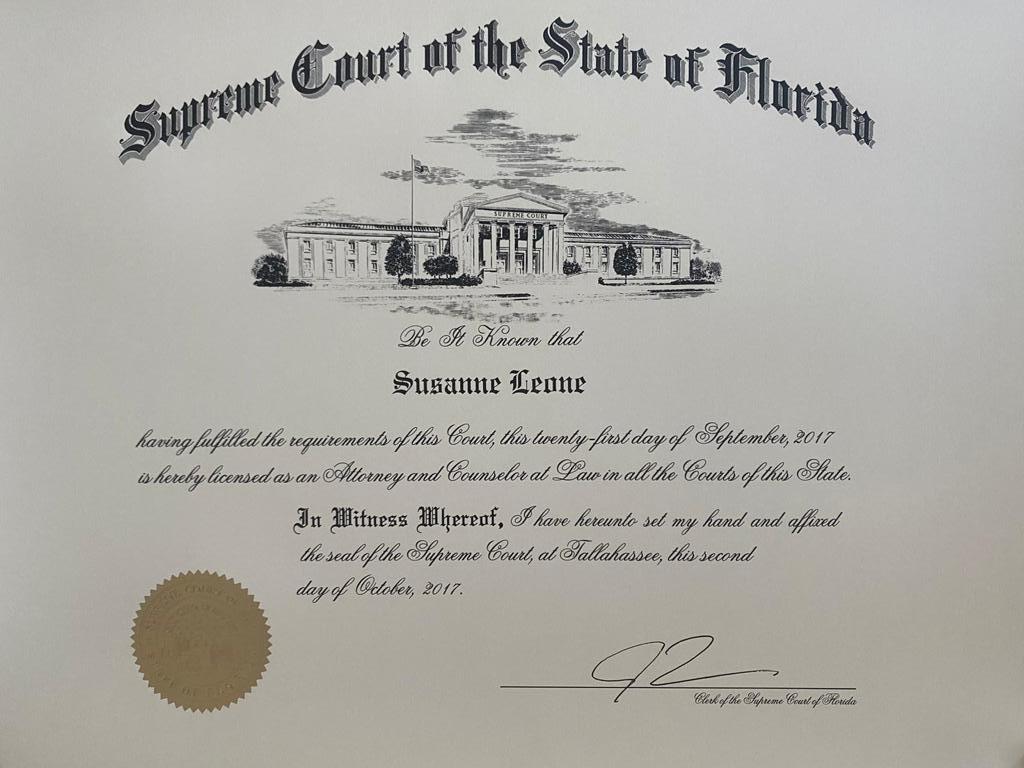 Supreme Court of the State of Florida
SUPREME COURT
Be It Known that
Susanne Leone
having fulfilled the requirements of this Court, this twenty-first day of September, 2017
is hereby licensed as an Attorney and Counselor at Law in all the Courts of this State.
In Witness Whereof, I have hereunto set my hand and affixed
the seal of the Supreme Court, at Tallahassee, this second
day of October, 2017.
Clerk of the Supreme Court of Florida